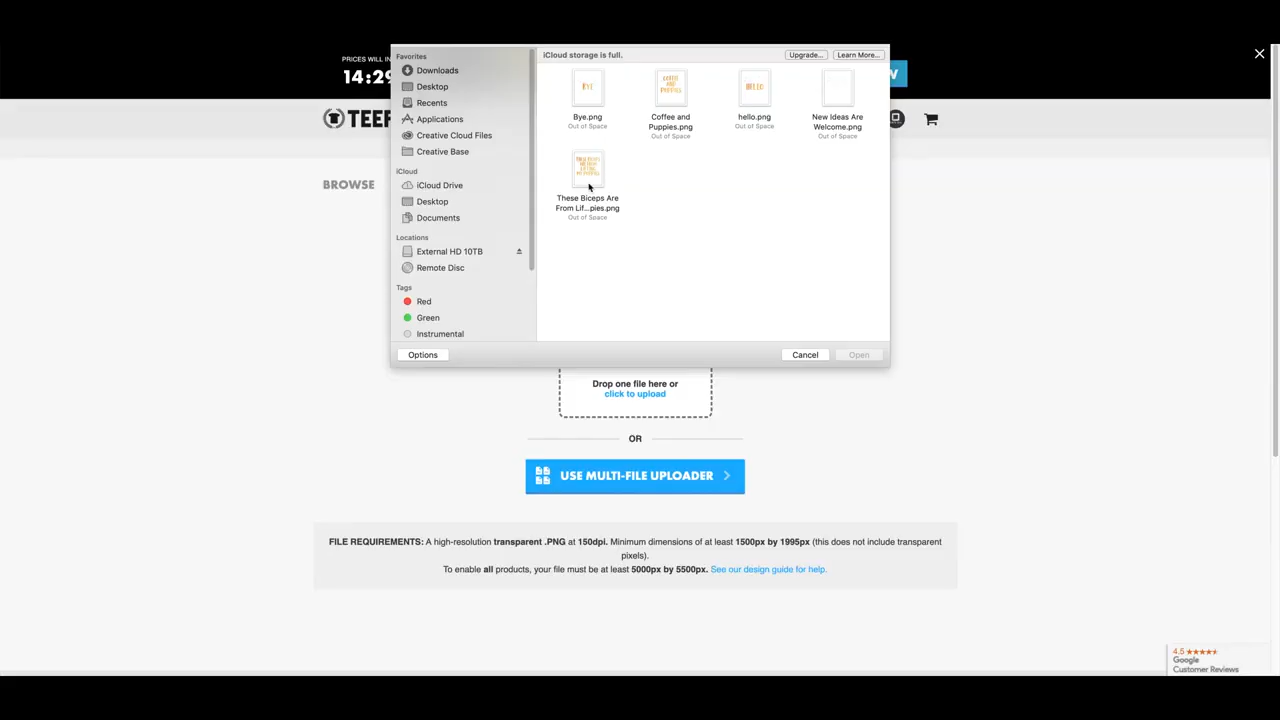 PRICES WILL IN
14:29
TEEF
BROWSE
Favorites
Downloads
Desktop
Recents
Applications
Creative Cloud Files
Creative Base
iCloud
iCloud Drive
Desktop
Documents
Locations
External HD 10TB
Remote Disc
Tags
Red
Green
Instrumental
iCloud storage is full.
Upgrade...
Learn More...
BYE
COFFEE
AND
PUPPIES
HELLO
Bye.png
Out of Space
Coffee and
Puppies.png
Out of Space
hello.png
Out of Space
New Ideas Are
Welcome.png
Out of Space
These Biceps Are
From Lif...pies.png
Out of Space
Options
Cancel
Open
Drop one file here or
click to upload
OR
USE MULTI-FILE UPLOADER
FILE REQUIREMENTS: A high-resolution transparent .PNG at 150dpi. Minimum dimensions of at least 1500px by 1995px (this does not include transparent
pixels).
To enable all products, your file must be at least 5000px by 5500px. See our design guide for help.
4.5
Google
Customer Reviews